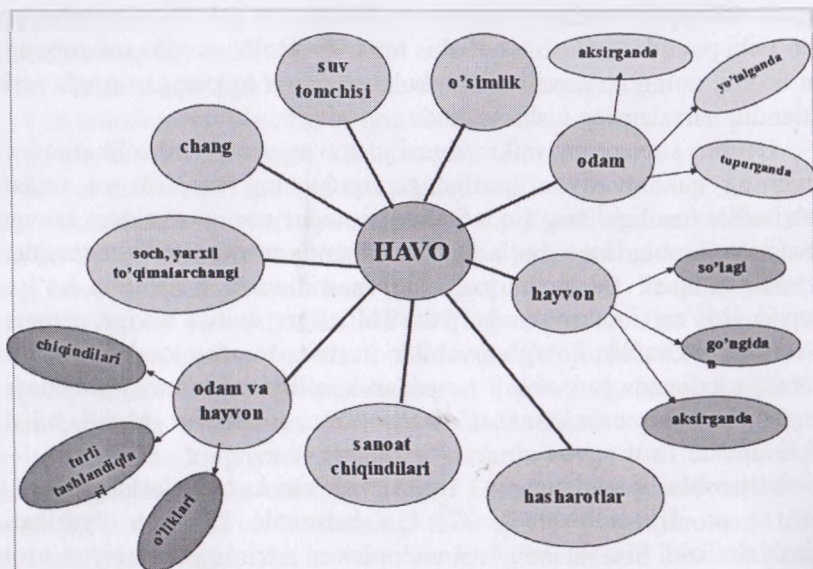 suv
tomchisi
o'simlik
aksirganda
yo'talganda
chang
odam
tupurganda
HAVO
soch, yarxil
to'qimalarchangi
hayvon
so'lagi
go'ngida
n
chiqindilari
odam va
hayvon
aksirganda
sanoat
chiqindilari
turli
tashlandiqla
ri
hasharotlar
o'liklari